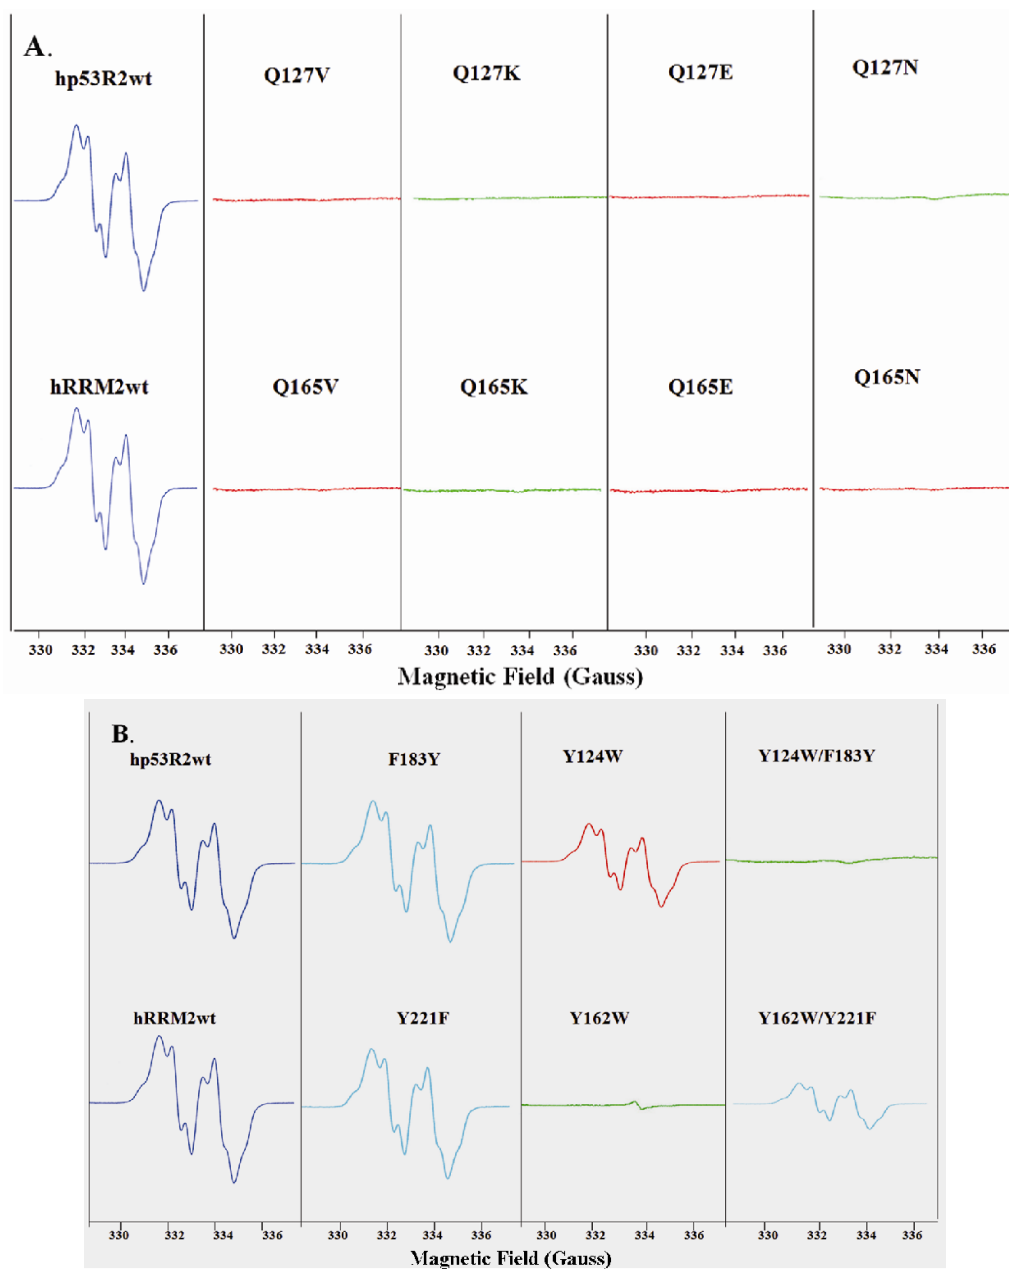 A.
hp53R2wt Q127V Q127K Q127E Q127N
hRRM2wt Q165V Q165K Q165E Q165N
330 332 334 336 330 332 334 336 330 332 334 336 330 332 334 336 330 332 334 336
Magnetic Field (Gauss)
B.
hp53R2wt F183Y Y124W Y124W/F183Y
hRRM2wt Y221F Y162W Y162W/Y221F
330 332 334 336 330 332 334 336 330 332 334 336 330 332 334 336
Magnetic Field (Gauss)